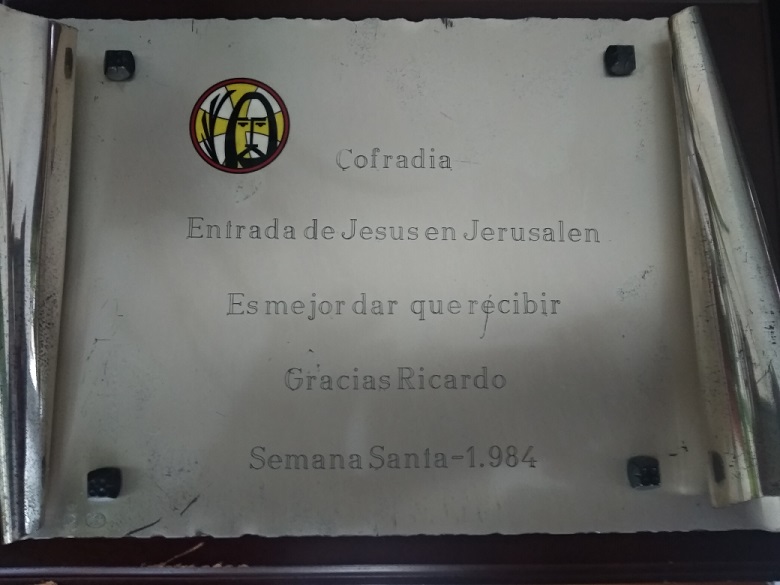 Cofradia
Entrada de Jesus en Jerusalen
Es mejor dar que recibir
Gracias Ricardo
Semana Santa-1.984